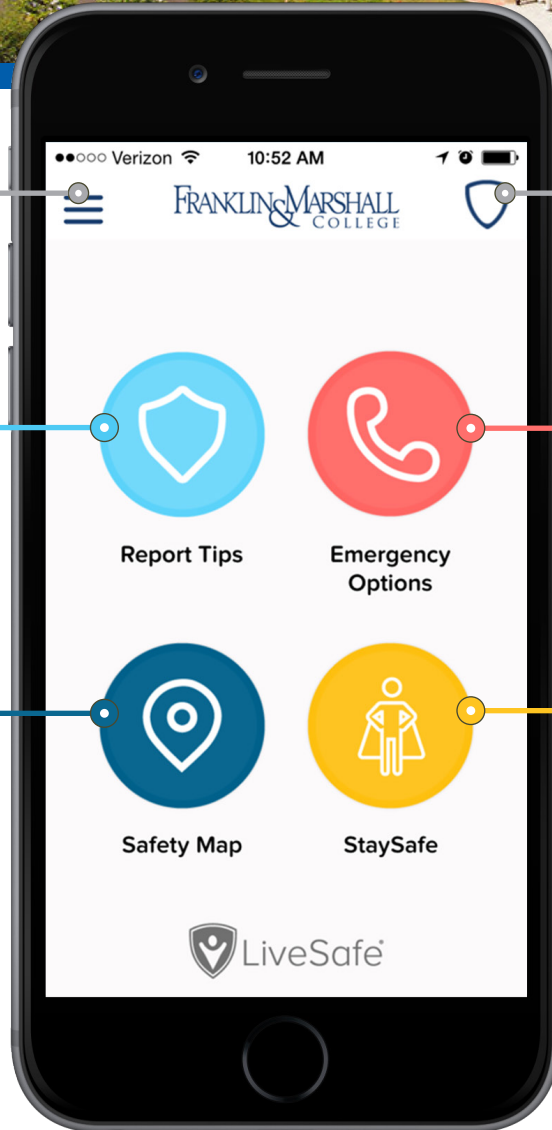 Verizon 10:52 AM
FRANKLIN & MARSHALL
COLLEGE
Report Tips
Emergency
Options
Safety Map
StaySafe
LiveSafe